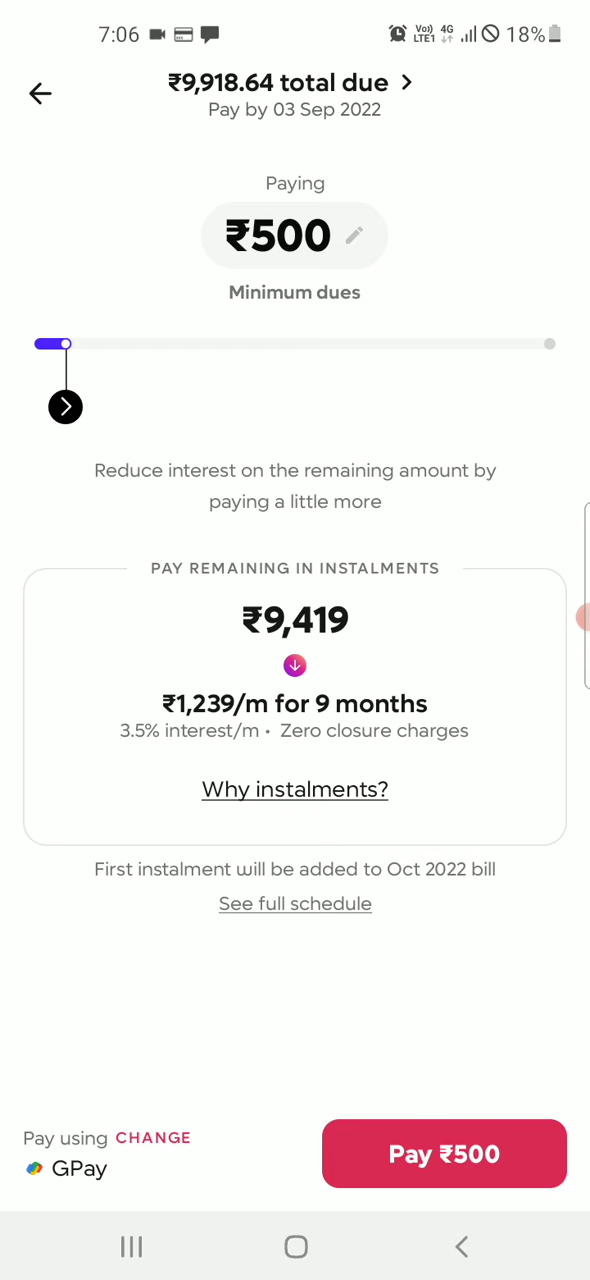 7:06
Vo)) 4G
LTE1
18%
₹9,918.64 total due
Pay by 03 Sep 2022
Paying
₹500
Minimum dues
Reduce interest on the remaining amount by
paying a little more
PAY REMAINING IN INSTALMENTS
₹9,419
₹1,239/m for 9 months
3.5% interest/m • Zero closure charges
Why instalments?
First instalment will be added to Oct 2022 bill
See full schedule
Pay using CHANGE
GPay
Pay ₹500